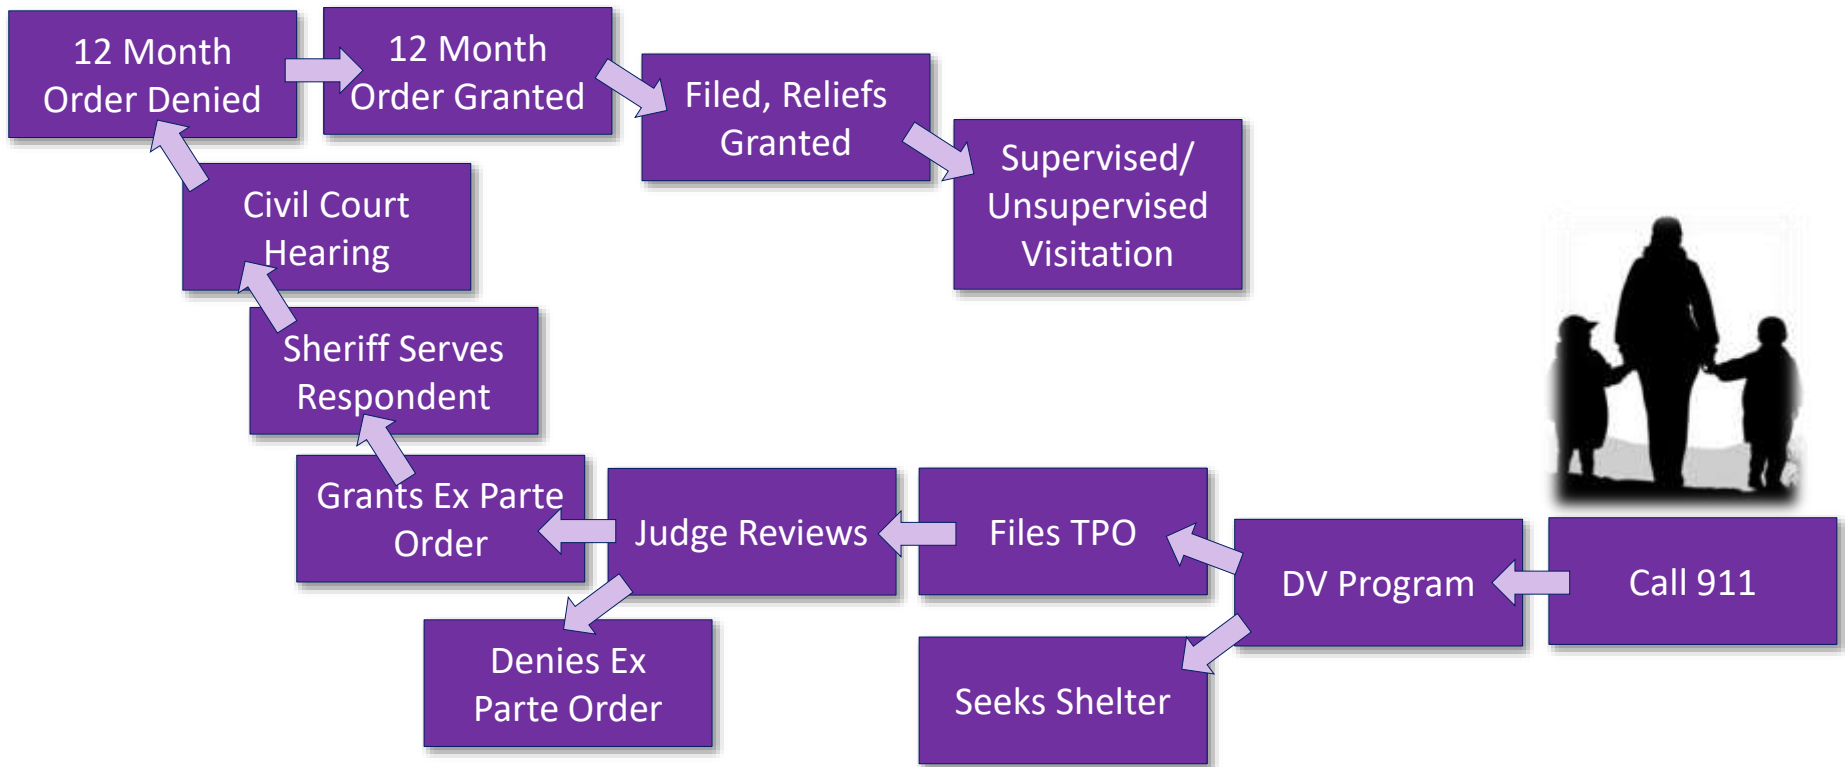 12 Month
Order Denied
12 Month
Order Granted
Filed, Reliefs
Granted
Supervised/
Unsupervised
Visitation
Civil Court
Hearing
Sheriff Serves
Respondent
Grants Ex Parte
Order
Judge Reviews
Files TPO
DV Program
Call 911
Denies Ex
Parte Order
Seeks Shelter